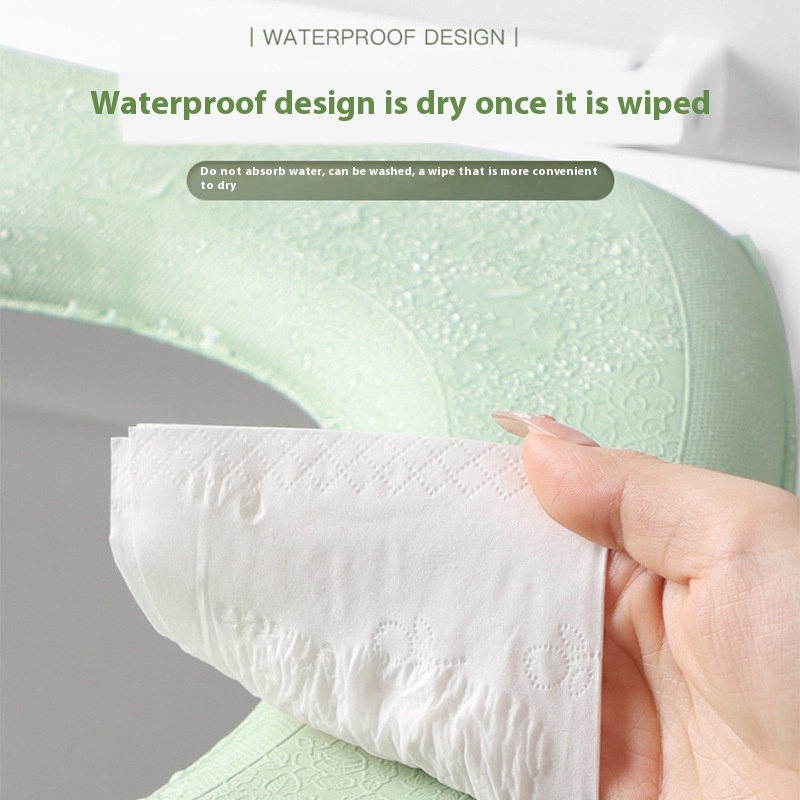 | WATERPROOF DESIGN |
Waterproof design is dry once it is wiped
Do not absorb water, can be washed, a wipe that is more convenient
to dry